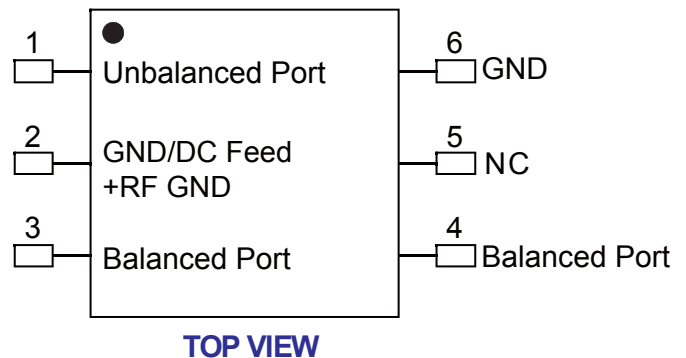 1
Unbalanced Port
6
GND
2
GND/DC Feed
+RF GND
5
NC
3
Balanced Port
4
Balanced Port
TOP VIEW